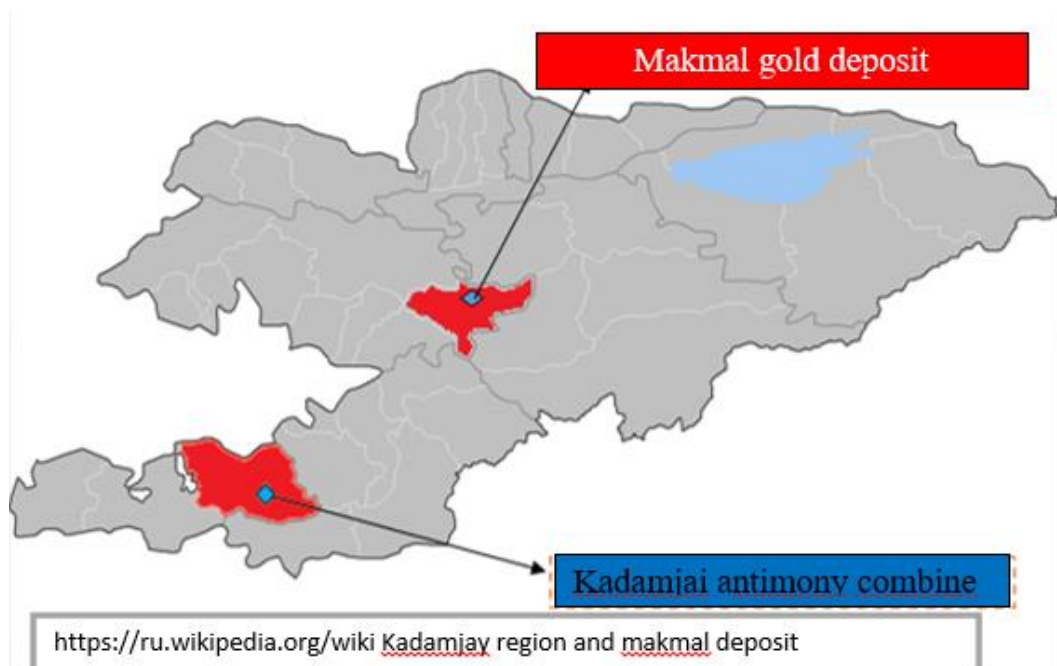 Makmal gold deposit
Kadamjai antimony combine
https://ru.wikipedia.org/wiki Kadamjay region and makmal deposit